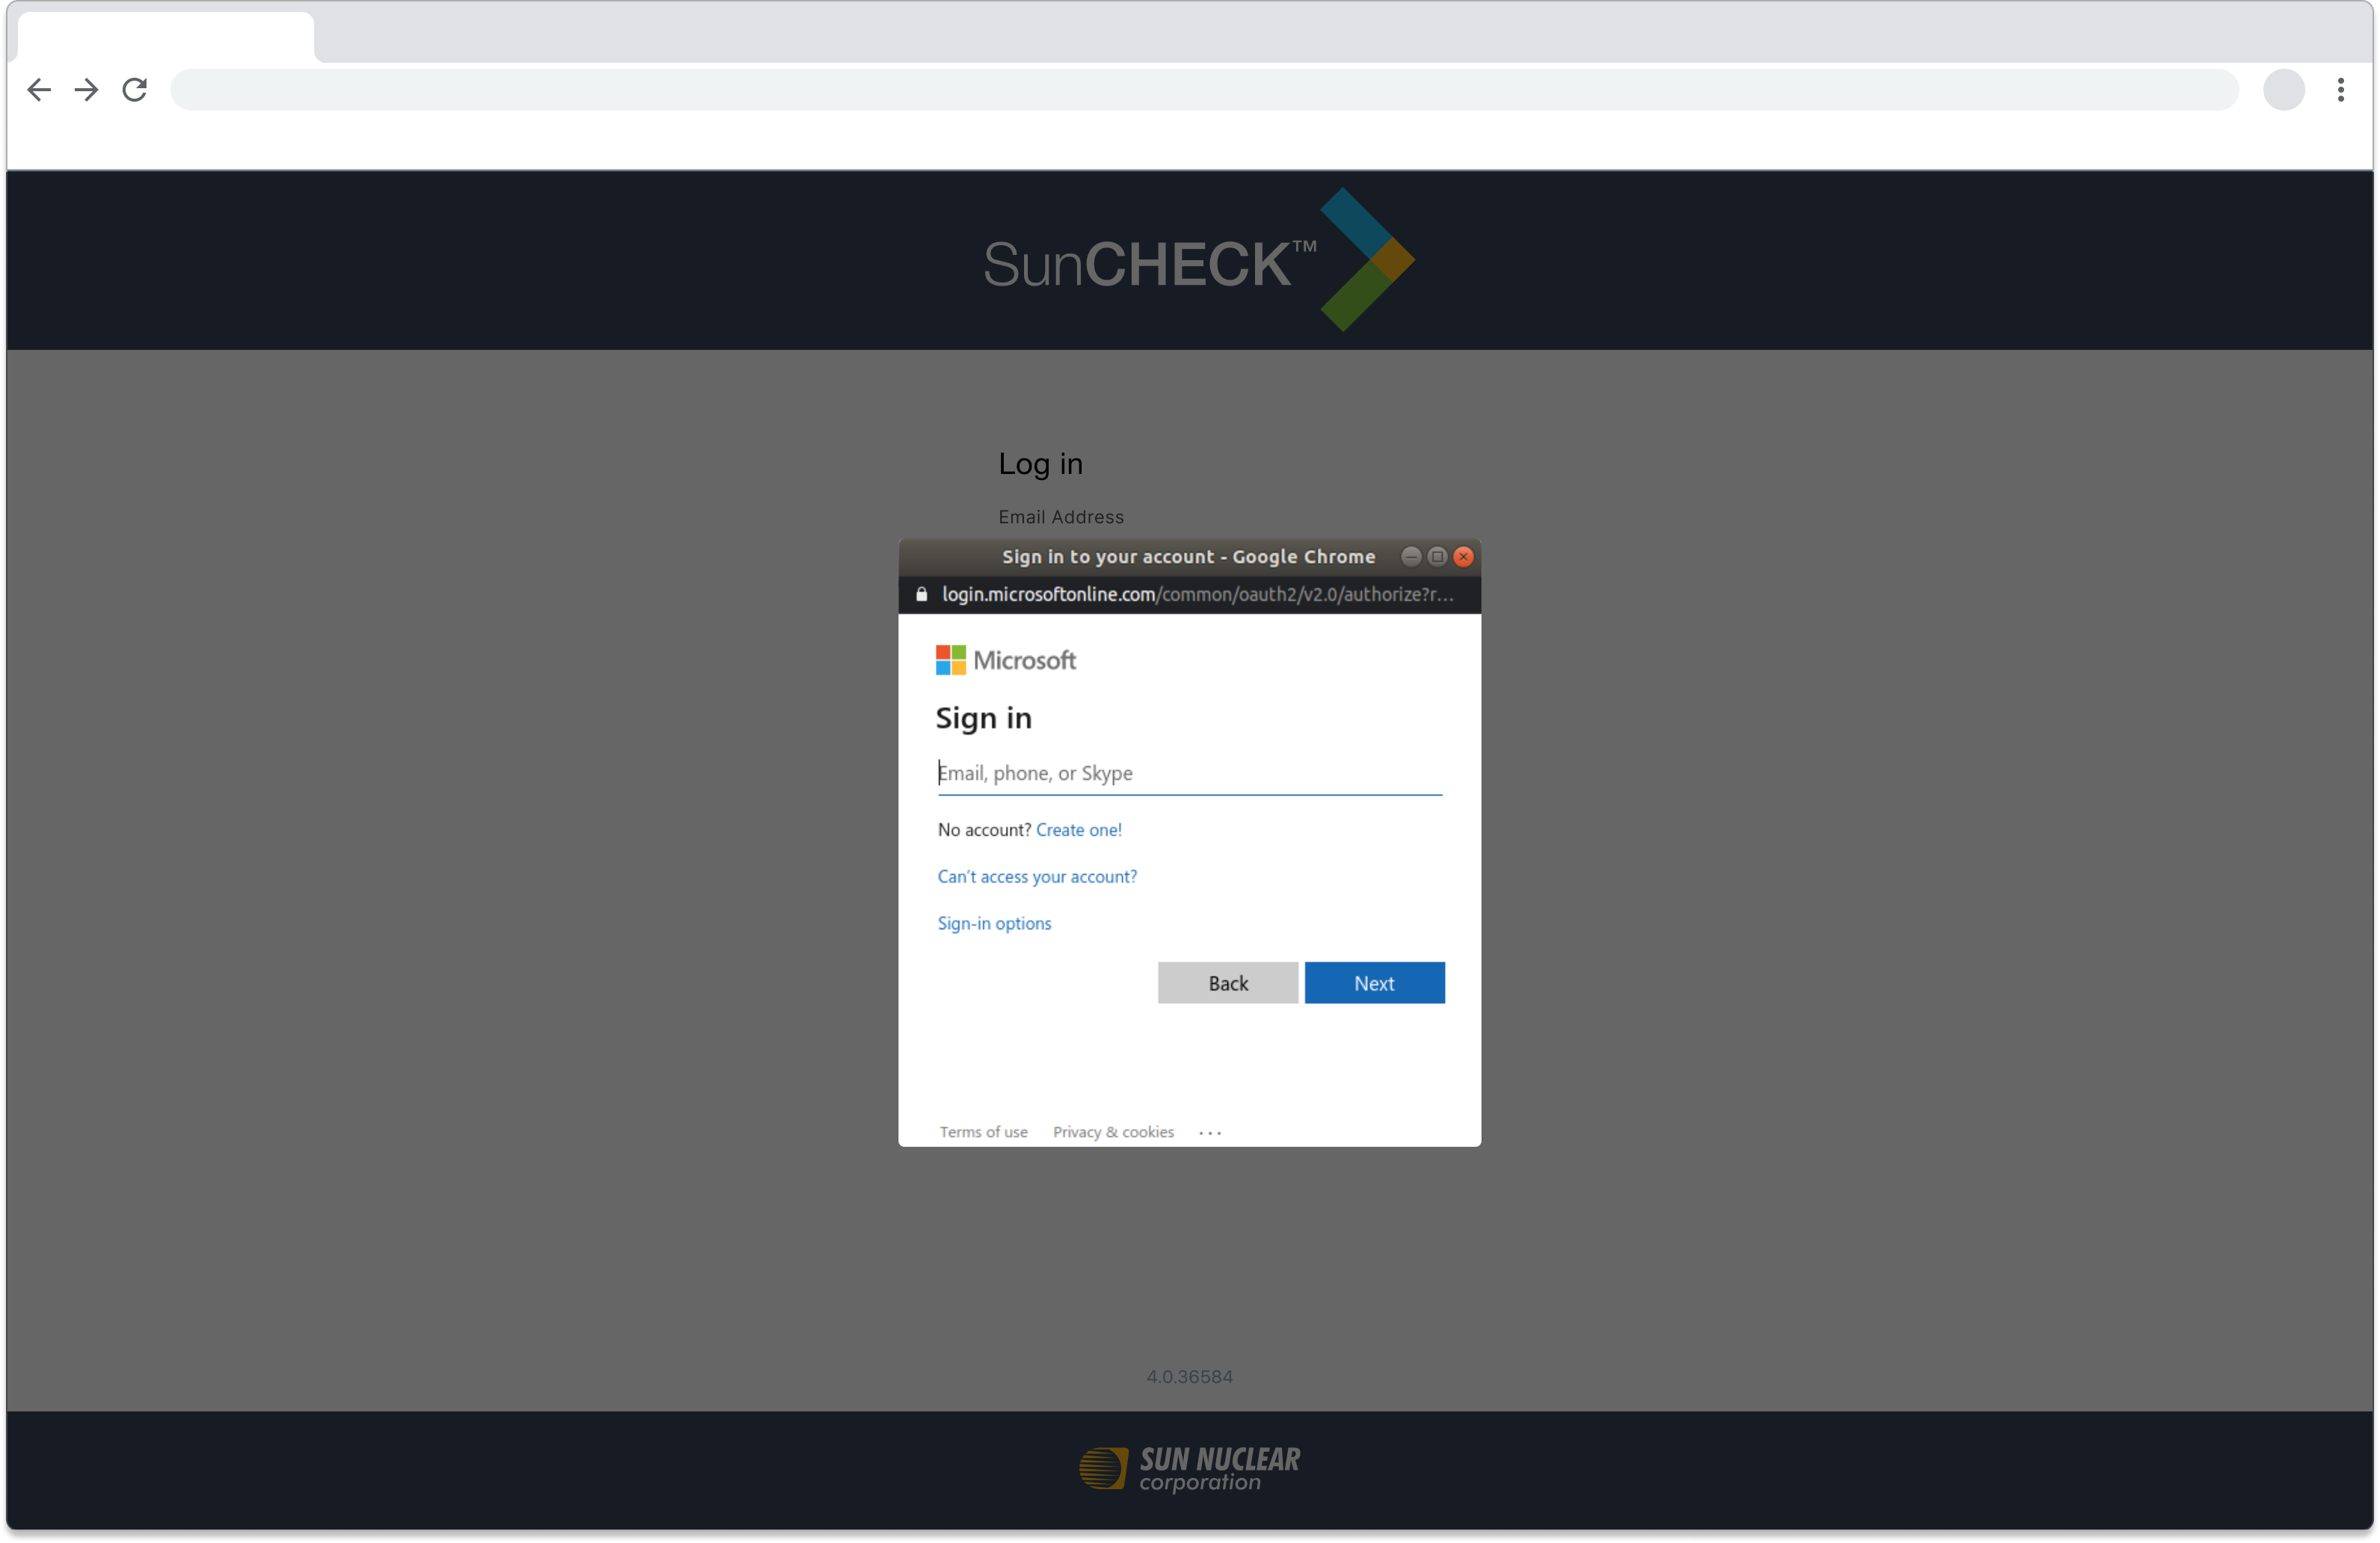 SunCHECK™
Log in
Email Address
Sign in to your account - Google Chrome
login.microsoftonline.com/common/oauth2/v2.0/authorize?r...
Microsoft
Sign in
Email, phone, or Skype
No account? Create one!
Can't access your account?
Sign-in options
Back Next
Terms of use Privacy & cookies ...
4.0.36584
SUN NUCLEAR
corporation